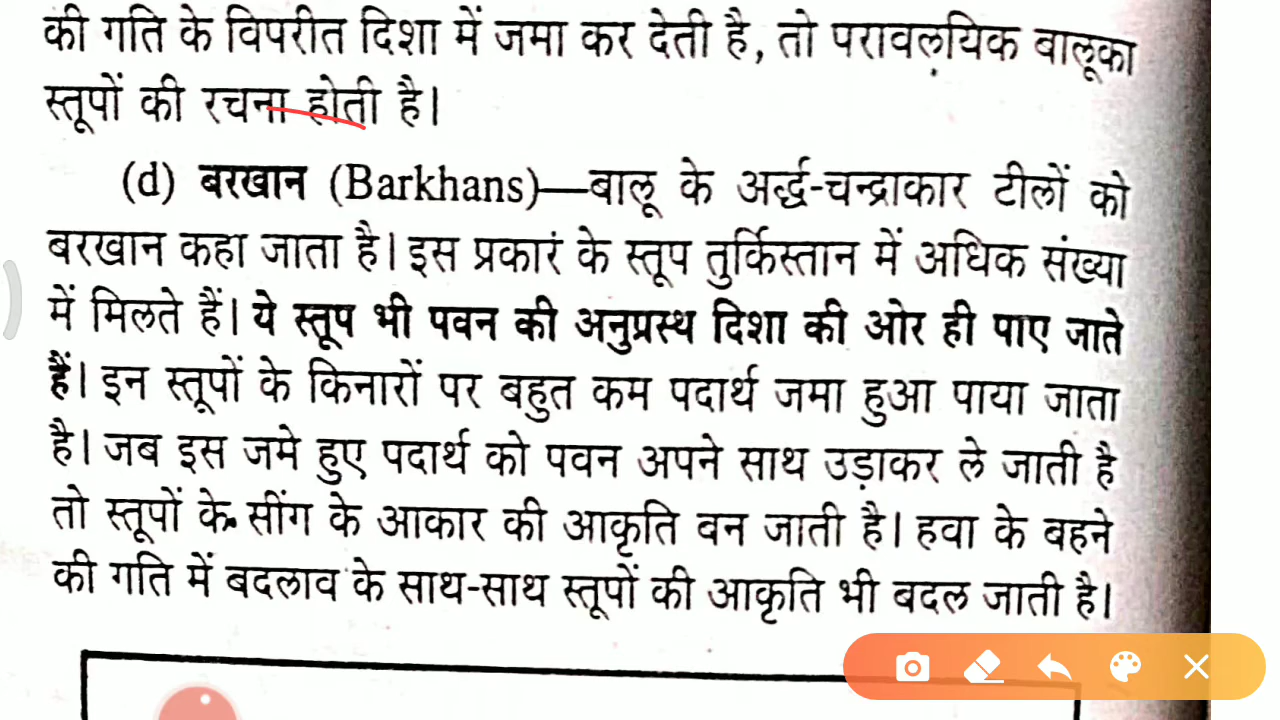 की गति के विपरीत दिशा में जमा कर देती है, तो परावलयिक बालूका
स्तूपों की रचना होती है।
(d) बरखान (Barkhans)—बालू के अर्द्ध-चन्द्राकार टीलों को
बरखान कहा जाता है। इस प्रकार के स्तूप तुर्किस्तान में अधिक संख्या
में मिलते हैं। ये स्तूप भी पवन की अनुप्रस्थ दिशा की ओर ही पाए जाते
हैं। इन स्तूपों के किनारों पर बहुत कम पदार्थ जमा हुआ पाया जाता
है। जब इस जमे हुए पदार्थ को पवन अपने साथ उड़ाकर ले जाती है
तो स्तूपों के सींग के आकार की आकृति बन जाती है। हवा के बहने
की गति में बदलाव के साथ-साथ स्तूपों की आकृति भी बदल जाती है।